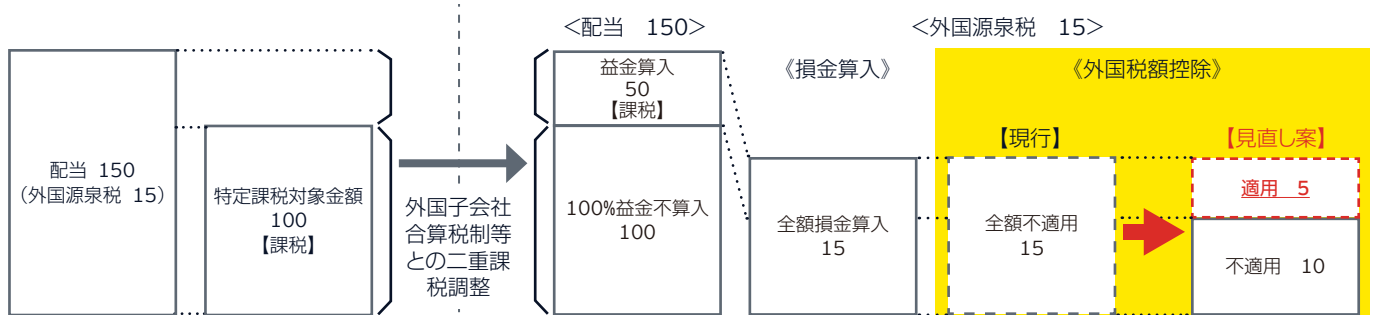 配当 150
（外国源泉税 15）
特定課税対象金額
100
【課税】
外国子会社
合算税制等
との二重課
税調整
＜配当 150＞
益金算入
50
【課税】
100%益金不算入
100
＜外国源泉税 15＞
《損金算入》
全額損金算入
15
《外国税額控除》
【現行】
全額不適用
15
【見直し案】
適用 5
不適用 10